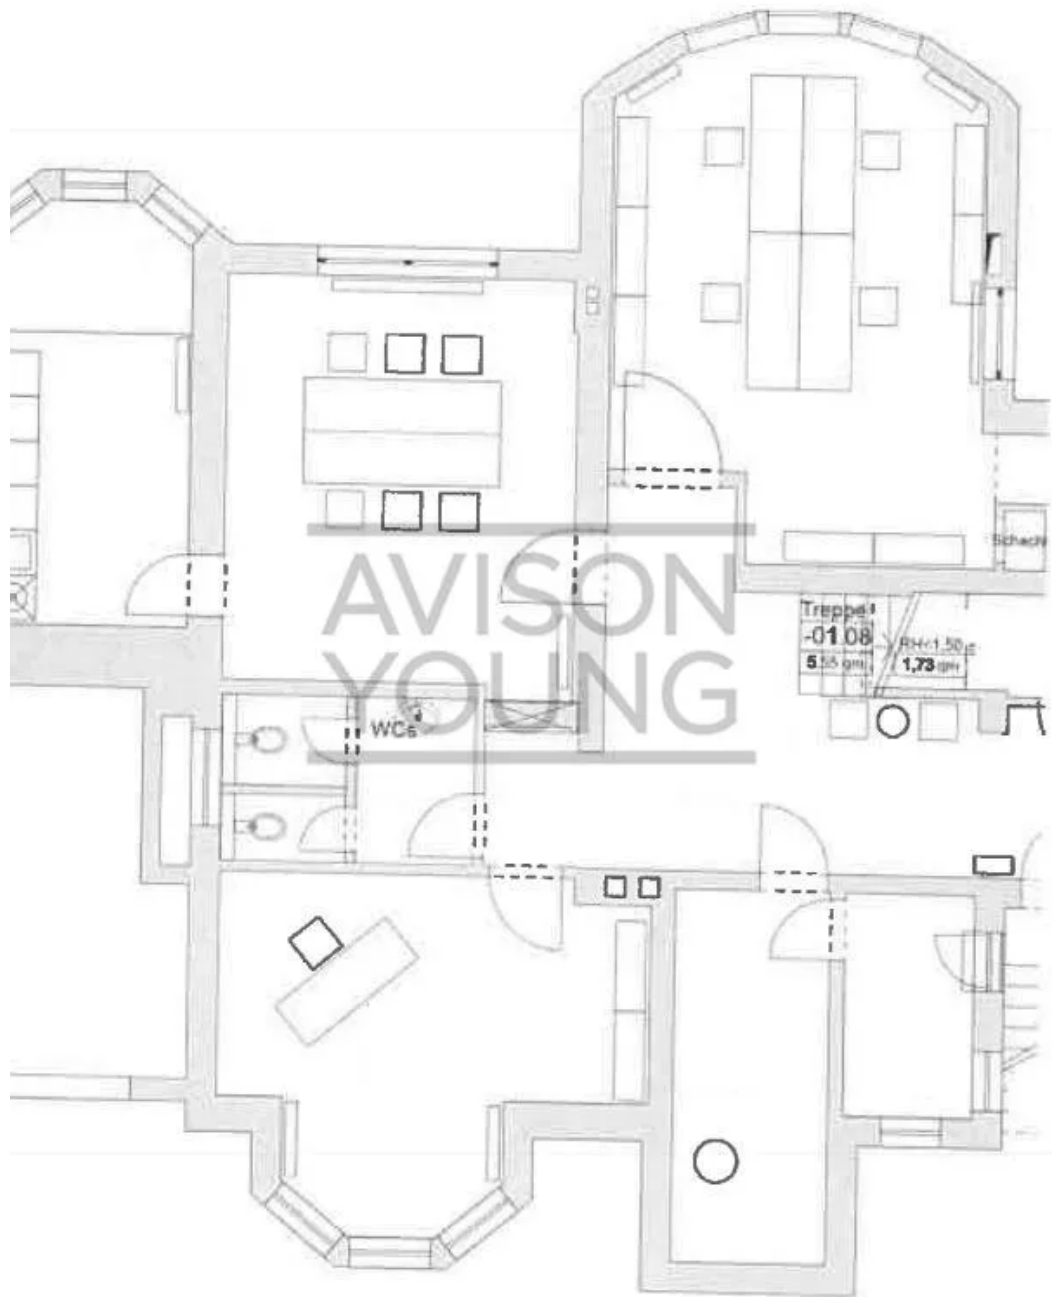 Schacht
AVISON
YOUNG
Treppe
-01.08
5.55 qm
RH<1.50
1,73 qm
WCs